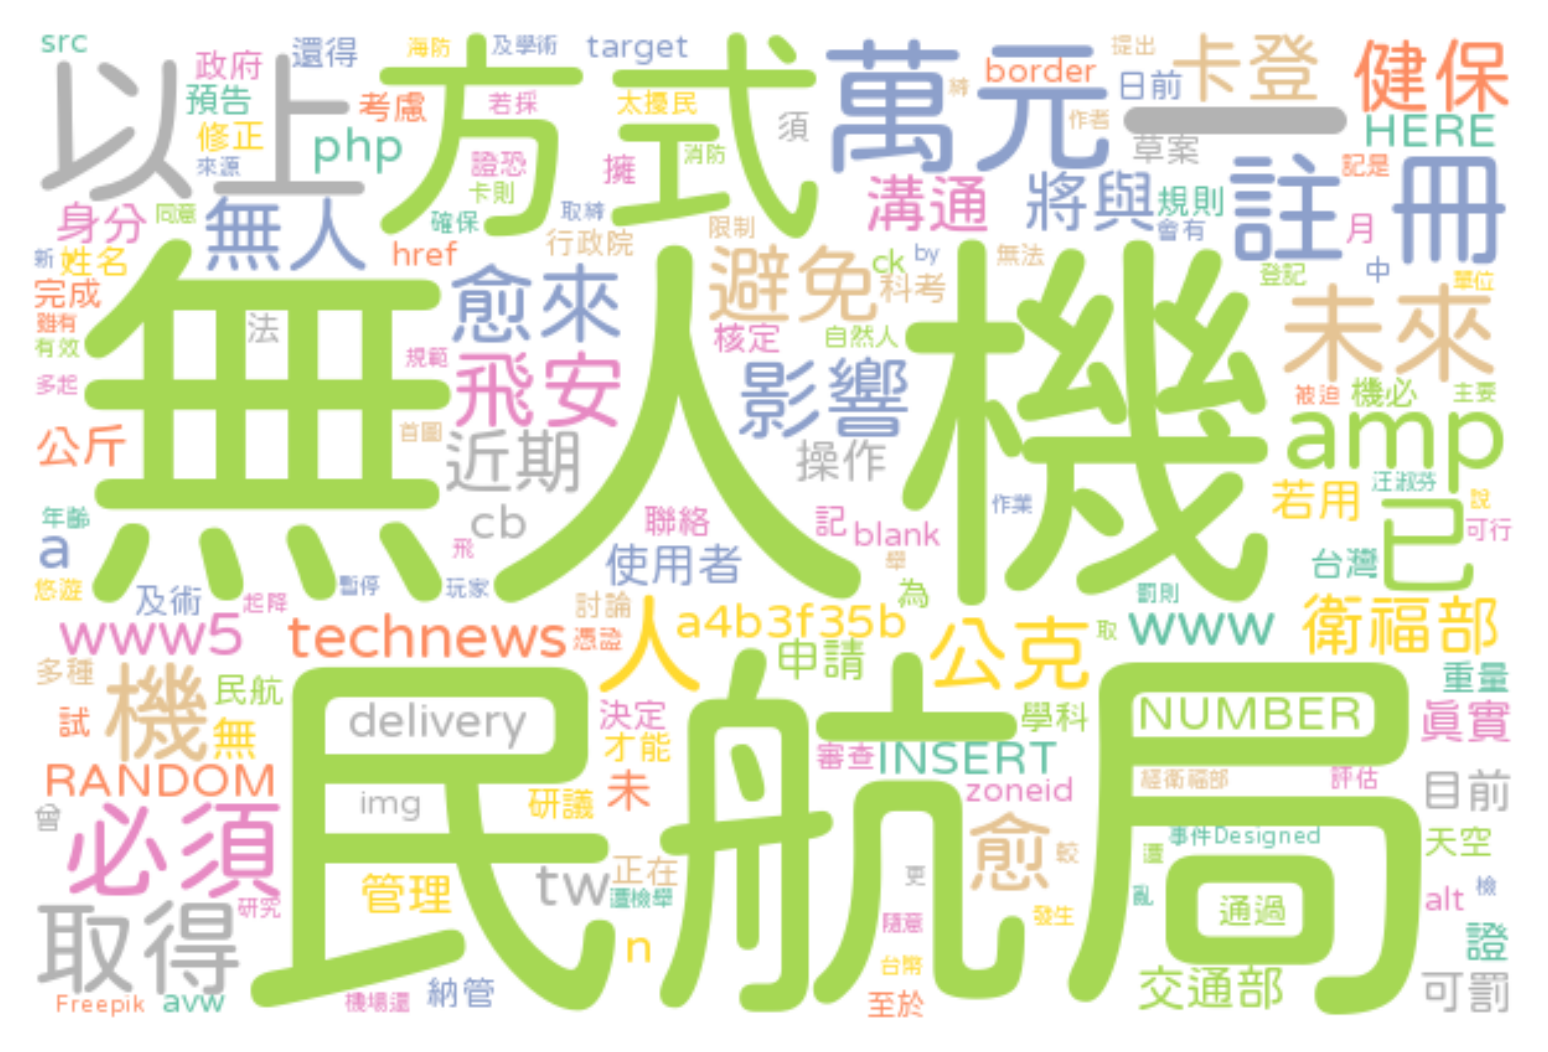 src
政府
還得
海防
及學術
target
提出
border
日前
卡登
健保
以上
方式
萬元
預告
考慮
若採
太擾民
須
作者
一
HERE
修正
php
來源
證恐
擁
消防
草案
卡則
記是
身分
同意
無人
確保
取締
限制
溝通
將與
規則
會有
註冊
月
新
姓名
href
行政院
避免
ck
by
無法
登記
中
單位
完成
無人機
愈來
科考
未來
雖有
有效
法
規範
飛安
核定
自然人
影響
多起
被迫
機必
主要
公斤
首圖
近期
操作
amp
汪淑芬
若用
已
說
可行
年齡
cb
聯絡
記
blank
作業
a
飛
使用者
舉
台灣
悠遊
及術
起降
暫停
玩家
討論
為
罰則
www5
technews
憑證
人
a4b3f35b
公克
取
www
衛福部
多種
機
民航
申請
重量
試
無
民航局
delivery
決定
才能
學科
NUMBER
真實
審查
INSERT
RANDOM
img
研議
未
zoneid
經衛福部
評估
目前
曾
必須
愈
較
事件Designed
天空
正在
管理
tw
遭檢舉
更
遭
亂
檢
alt
取得
研究
隨意
發生
通過
證
n
台幣
Freepik
avw
機場還
納管
至於
交通部
可罰